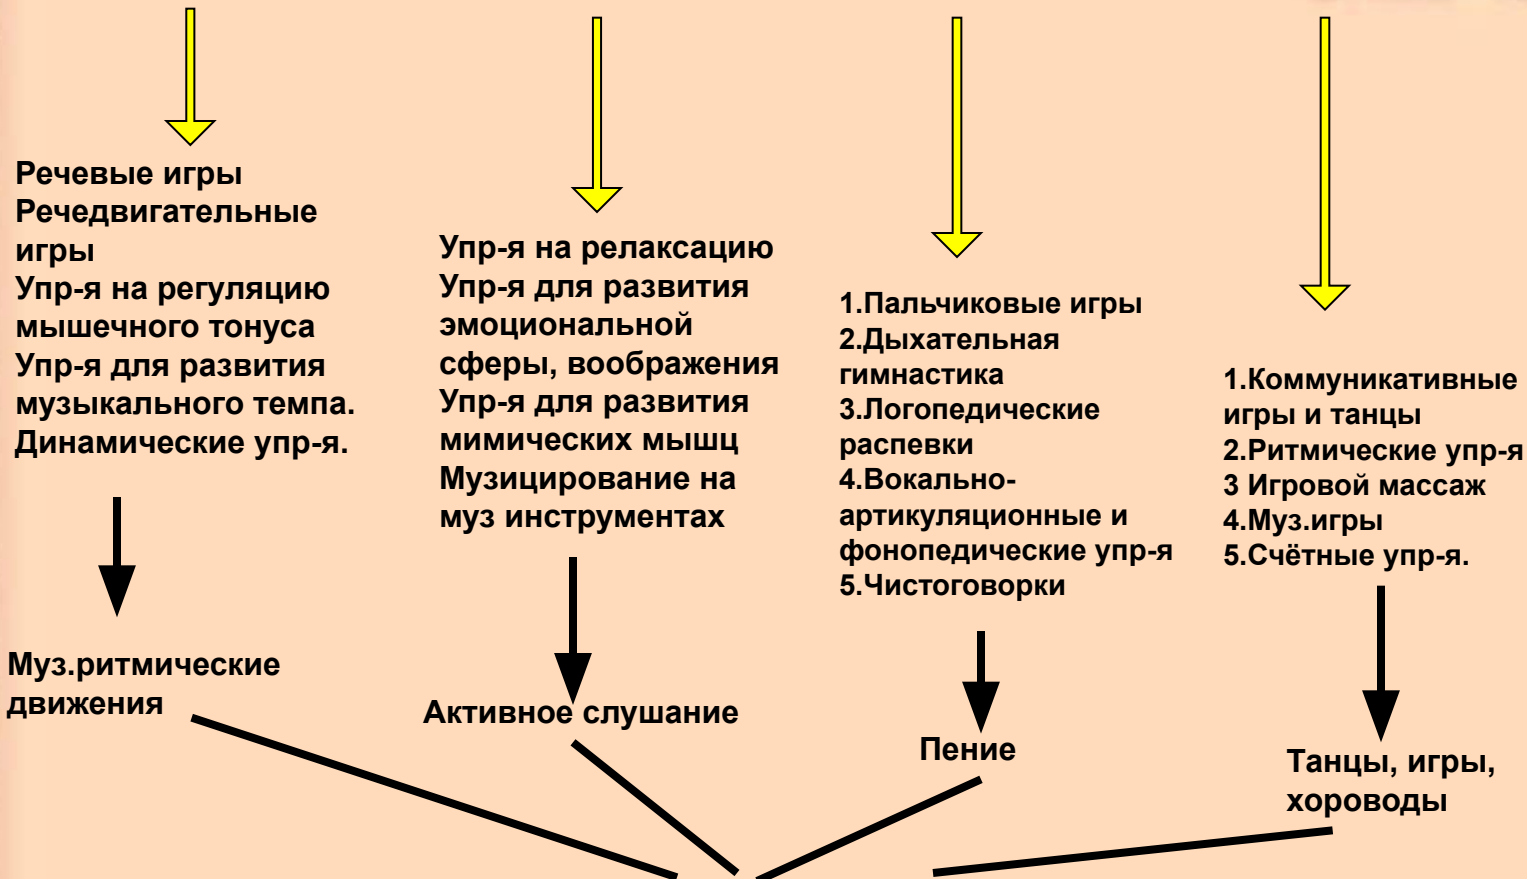 Речевые игры
Речедвигательные
игры
Упр-я на регуляцию
мышечного тонуса
Упр-я для развития
музыкального темпа.
Динамические упр-я.
Муз.ритмические
движения
Упр-я на релаксацию
Упр-я для развития
эмоциональной
сферы, воображения
Упр-я для развития
мимических мышц
Музицирование на
муз инструментах
Активное слушание
1.Пальчиковые игры
2.Дыхательная
гимнастика
3.Логопедические
распевки
4.Вокально-
артикуляционные и
фонопедические упр-я
5.Чистоговорки
Пение
1.Коммуникативные
игры и танцы
2.Ритмические упр-я
3 Игровой массаж
4.Муз.игры
5.Счётные упр-я.
Танцы, игры,
хороводы